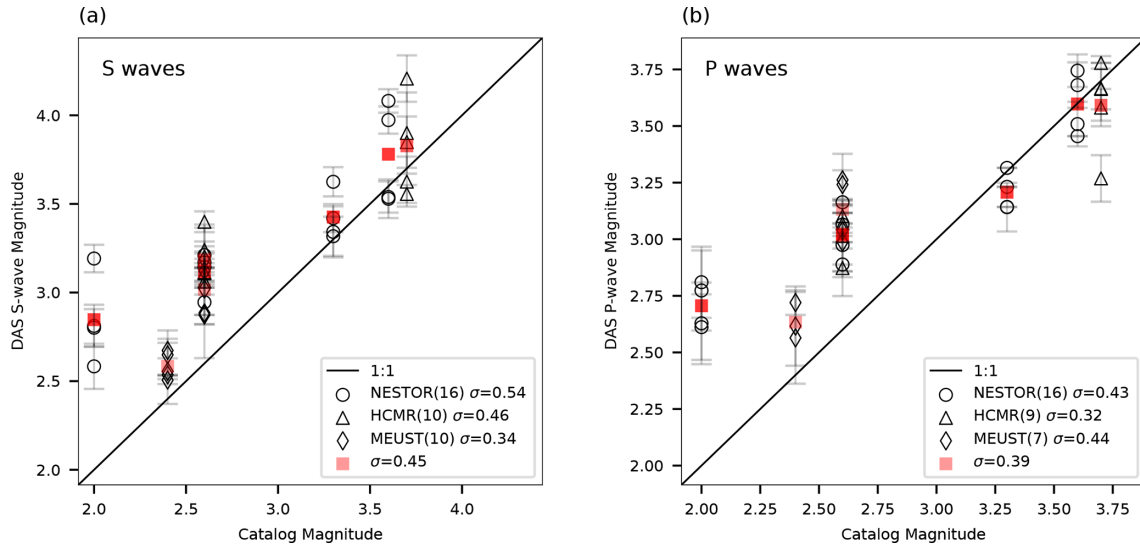 (a)
S waves
DAS S-wave Magnitude
4.0
3.5
3.0
2.5
2.0
2.0 2.5 3.0 3.5 4.0
Catalog Magnitude
1:1
NESTOR(16) σ=0.54
HCMR(10) σ=0.46
MEUST(10) σ=0.34
σ=0.45
(b)
P waves
DAS P-wave Magnitude
3.75
3.50
3.25
3.00
2.75
2.50
2.25
2.00
2.00 2.25 2.50 2.75 3.00 3.25 3.50 3.75
Catalog Magnitude
1:1
NESTOR(16) σ=0.43
HCMR(9) σ=0.32
MEUST(7) σ=0.44
σ=0.39